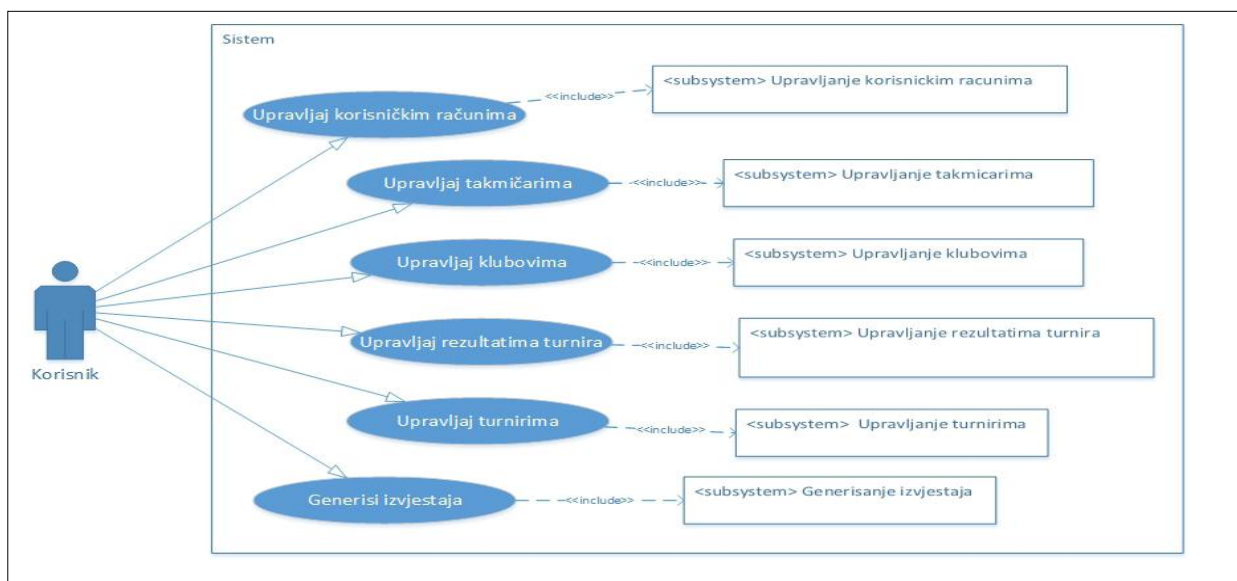 Sistem
Upravljaj korisničkim računima
<<include>>
<subsystem> Upravljanje korisnickim racunima
Upravljaj takmičarima
<<include>>
<subsystem> Upravljanje takmicarima
Upravljaj klubovima
<<include>>
<subsystem> Upravljanje klubovima
Upravljaj rezultatima turnira
<<include>>
<subsystem> Upravljanje rezultatima turnira
Korisnik
Upravljaj turnirima
<<include>>
<subsystem> Upravljanje turnirima
Generisi izvjestaja
<<include>>
<subsystem> Generisanje izvjestaja